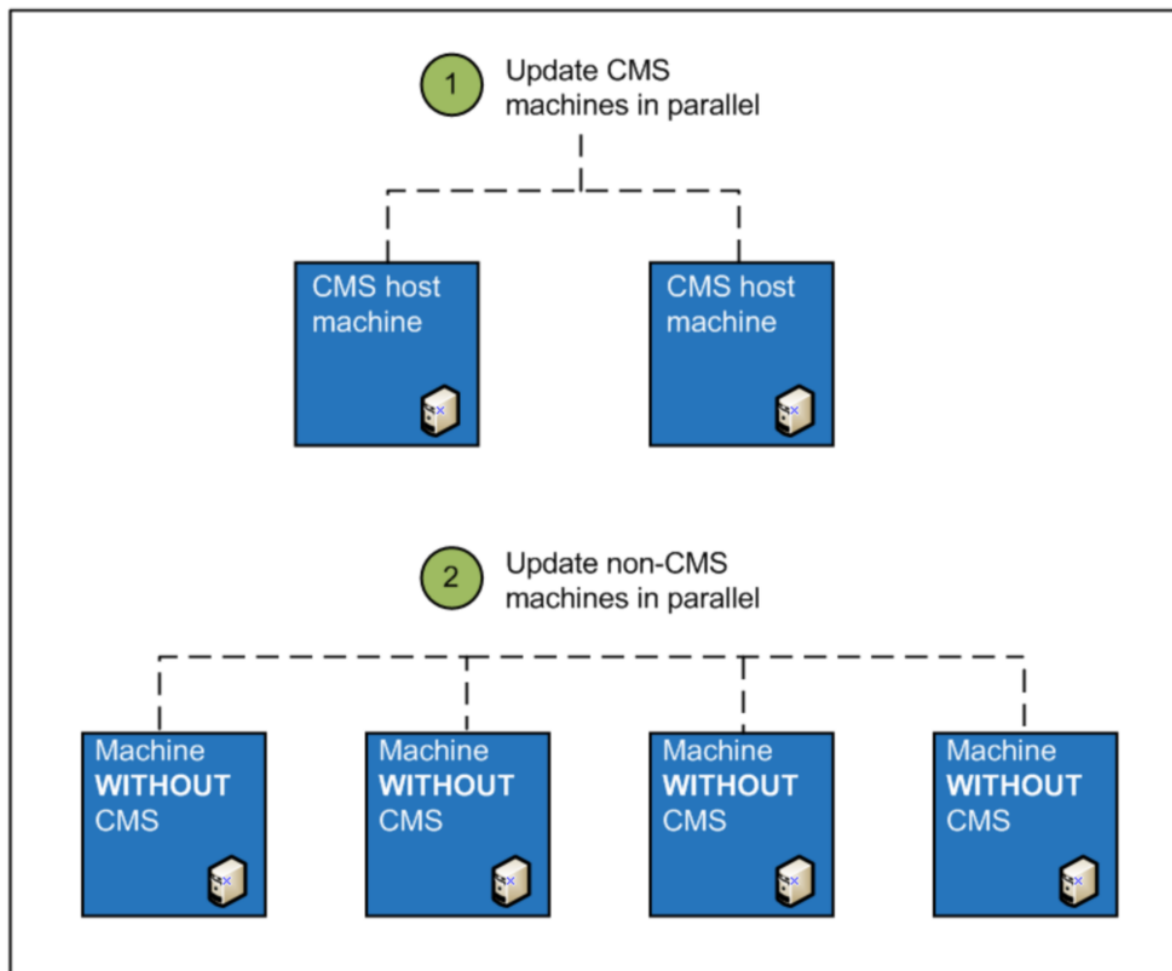 1
Update CMS
machines in parallel
CMS host
machine
CMS host
machine
2
Update non-CMS
machines in parallel
Machine
WITHOUT
CMS
Machine
WITHOUT
CMS
Machine
WITHOUT
CMS
Machine
WITHOUT
CMS